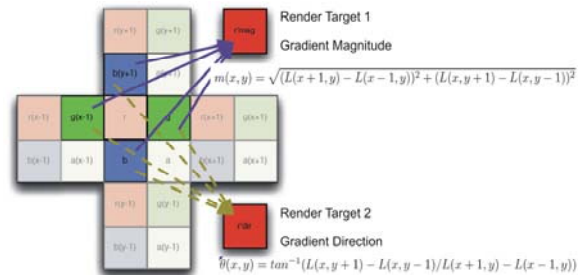 r(y+1) g(y+1)
b(y+1) a(y+1)
r(x-1) g(x-1) r g r(x+1) g(x+1)
b(x-1) a(x-1) b a b(x+1) a(x+1)
r(y-1) g(y-1)
b(y-1) a(y-1)
r/mag
Render Target 1
Gradient Magnitude
m(x, y) = √(L(x+1, y) − L(x−1, y))² + (L(x, y+1) − L(x, y−1))²
r/dir
Render Target 2
Gradient Direction
θ(x, y) = tan⁻¹(L(x, y+1) − L(x, y−1)/L(x+1, y) − L(x−1, y))